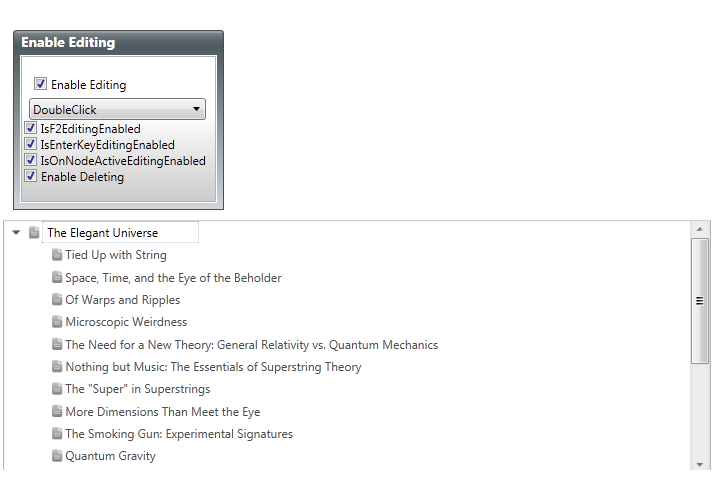 Enable Editing
Enable Editing
DoubleClick
IsF2EditingEnabled
IsEnterKeyEditingEnabled
IsOnNodeActiveEditingEnabled
Enable Deleting
The Elegant Universe
Tied Up with String
Space, Time, and the Eye of the Beholder
Of Warps and Ripples
Microscopic Weirdness
The Need for a New Theory: General Relativity vs. Quantum Mechanics
Nothing but Music: The Essentials of Superstring Theory
The "Super" in Superstrings
More Dimensions Than Meet the Eye
The Smoking Gun: Experimental Signatures
Quantum Gravity